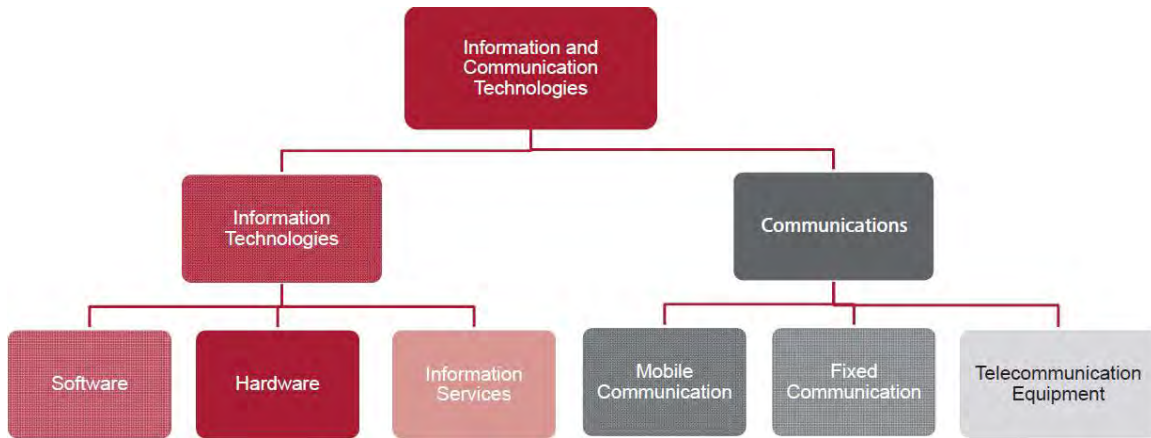 Information and
Communication
Technologies
Information
Technologies
Communications
Software
Hardware
Information
Services
Mobile
Communication
Fixed
Communication
Telecommunication
Equipment